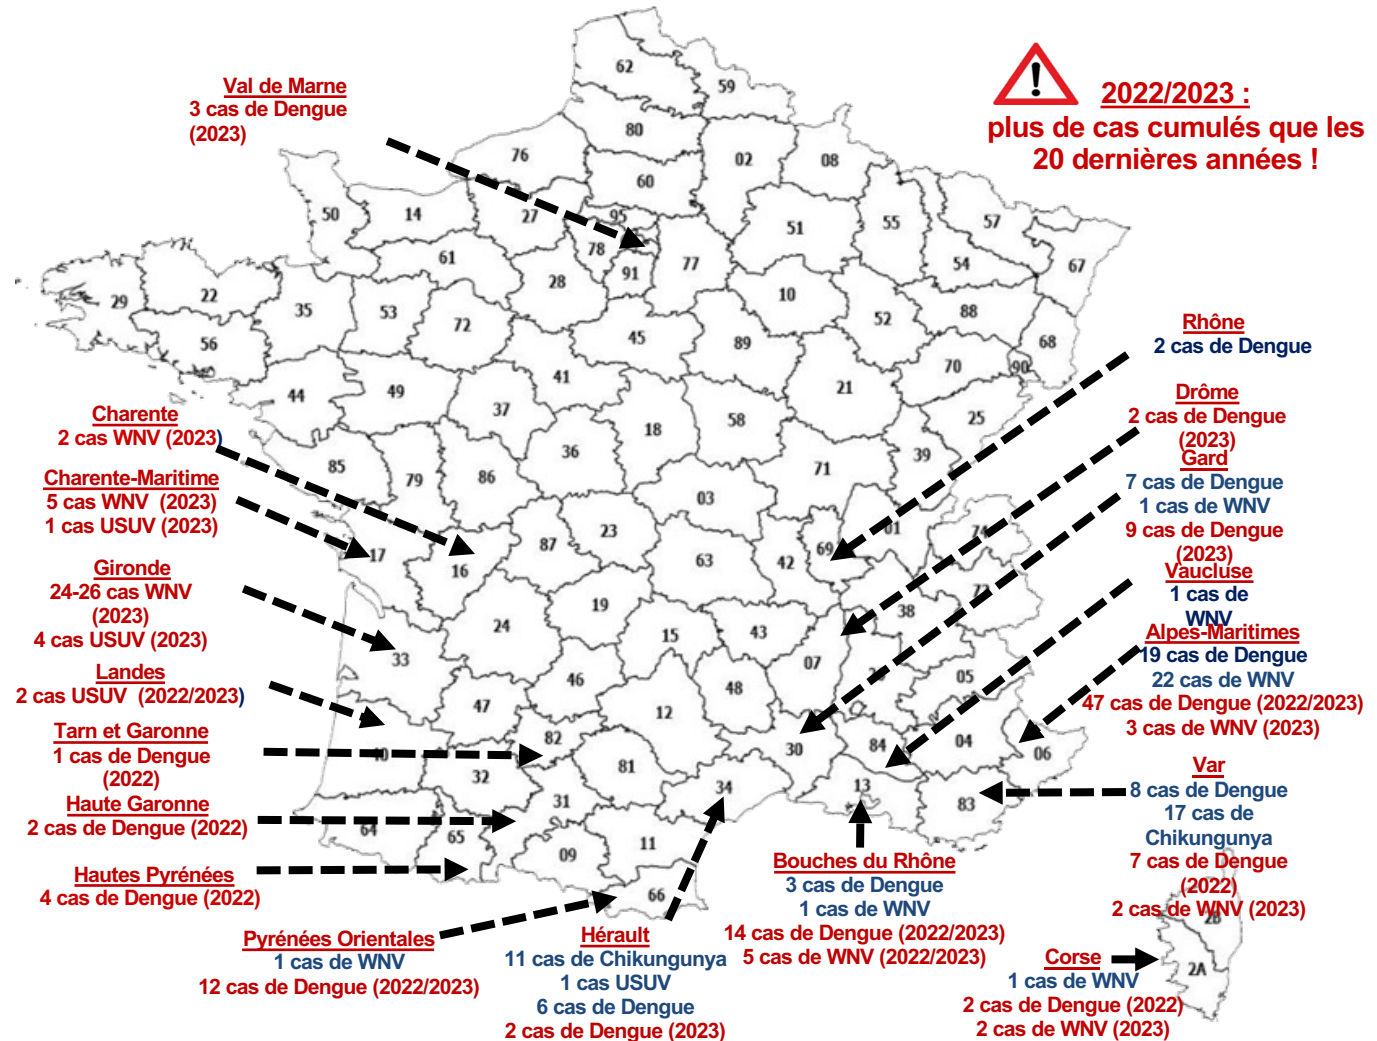 2022/2023 :
plus de cas cumulés que les
20 dernières années !
Val de Marne
3 cas de Dengue
(2023)
Charente
2 cas WNV (2023)
Charente-Maritime
5 cas WNV (2023)
1 cas USUV (2023)
Gironde
24-26 cas WNV
(2023)
4 cas USUV (2023)
Landes
2 cas USUV (2022/2023)
Tarn et Garonne
1 cas de Dengue
(2022)
Haute Garonne
2 cas de Dengue (2022)
Hautes Pyrénées
4 cas de Dengue (2022)
Pyrénées Orientales
1 cas de WNV
12 cas de Dengue (2022/2023)
Hérault
11 cas de Chikungunya
1 cas USUV
6 cas de Dengue
2 cas de Dengue (2023)
Bouches du Rhône
3 cas de Dengue
1 cas de WNV
14 cas de Dengue (2022/2023)
5 cas de WNV (2022/2023)
Corse
1 cas de WNV
2 cas de Dengue (2022)
2 cas de WNV (2023)
Rhône
2 cas de Dengue
Drôme
2 cas de Dengue
(2023)
Gard
7 cas de Dengue
1 cas de WNV
9 cas de Dengue
(2023)
Vaucluse
1 cas de
WNV
Alpes-Maritimes
19 cas de Dengue
22 cas de WNV
47 cas de Dengue (2022/2023)
3 cas de WNV (2023)
Var
8 cas de Dengue
17 cas de
Chikungunya
7 cas de Dengue
(2022)
2 cas de WNV (2023)
62
59
80
76
02
08
60
50
14
27
95
51
55
57
78
77
61
54
67
91
28
10
29
22
35
53
72
45
52
88
68
56
89
70
90
44
49
41
21
37
25
18
58
36
85
79
86
71
39
03
74
01
23
87
69
17
16
63
42
73
19
38
24
15
43
33
07
05
46
48
47
12
82
30
84
04
06
40
32
81
34
13
31
83
64
65
11
09
66
2B
2A